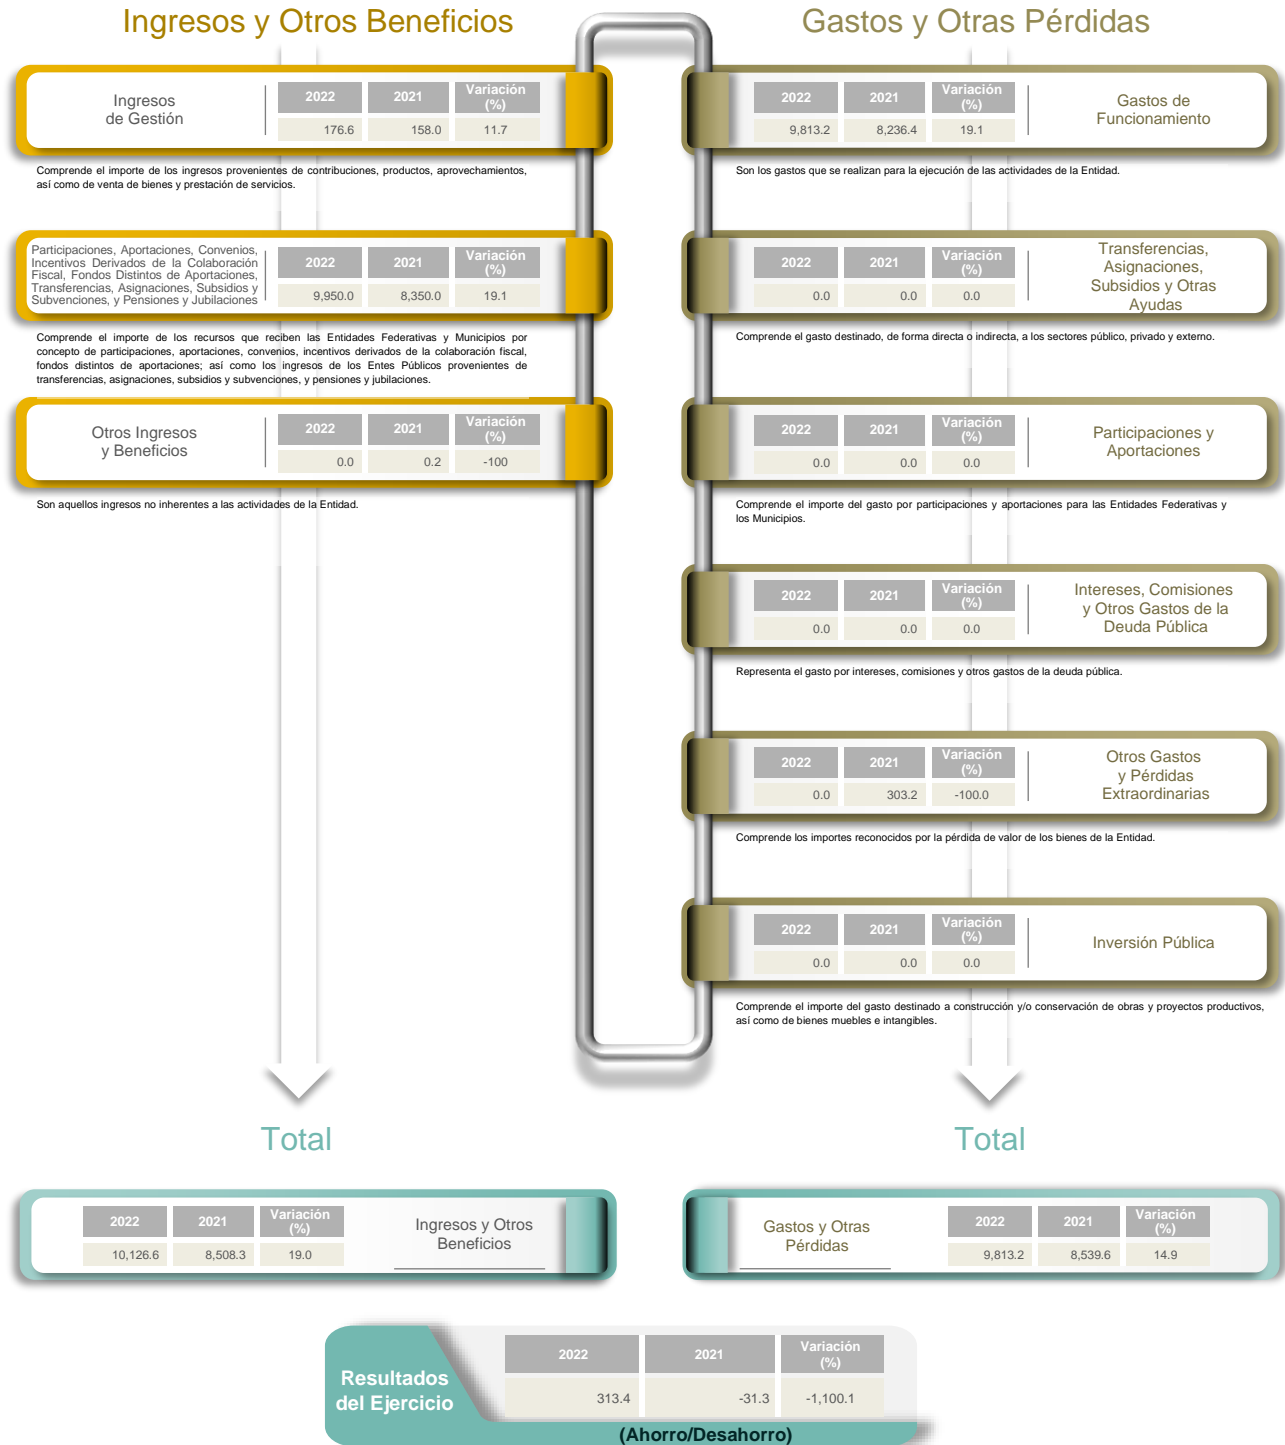 Ingresos y Otros Beneficios
Ingresos
de Gestión
2022 2021 Variación
(%)
176.6 158.0 11.7
Comprende el importe de los ingresos provenientes de contribuciones, productos, aprovechamientos,
así como de venta de bienes y prestación de servicios.
Participaciones, Aportaciones, Convenios,
Incentivos Derivados de la Colaboración
Fiscal, Fondos Distintos de Aportaciones,
Transferencias, Asignaciones, Subsidios y
Subvenciones, y Pensiones y Jubilaciones
2022 2021 Variación
(%)
9,950.0 8,350.0 19.1
Comprende el importe de los recursos que reciben las Entidades Federativas y Municipios por
concepto de participaciones, aportaciones, convenios, incentivos derivados de la colaboración fiscal,
fondos distintos de aportaciones; así como los ingresos de los Entes Públicos provenientes de
transferencias, asignaciones, subsidios y subvenciones, y pensiones y jubilaciones.
Otros Ingresos
y Beneficios
2022 2021 Variación
(%)
0.0 0.2 -100
Son aquellos ingresos no inherentes a las actividades de la Entidad.
Gastos y Otras Pérdidas
2022 2021 Variación
(%)
9,813.2 8,236.4 19.1
Gastos de
Funcionamiento
Son los gastos que se realizan para la ejecución de las actividades de la Entidad.
2022 2021 Variación
(%)
0.0 0.0 0.0
Transferencias,
Asignaciones,
Subsidios y Otras
Ayudas
Comprende el gasto destinado, de forma directa o indirecta, a los sectores público, privado y externo.
2022 2021 Variación
(%)
0.0 0.0 0.0
Participaciones y
Aportaciones
Comprende el importe del gasto por participaciones y aportaciones para las Entidades Federativas y
los Municipios.
2022 2021 Variación
(%)
0.0 0.0 0.0
Intereses, Comisiones
y Otros Gastos de la
Deuda Pública
Representa el gasto por intereses, comisiones y otros gastos de la deuda pública.
2022 2021 Variación
(%)
0.0 303.2 -100.0
Otros Gastos
y Pérdidas
Extraordinarias
Comprende los importes reconocidos por la pérdida de valor de los bienes de la Entidad.
2022 2021 Variación
(%)
0.0 0.0 0.0
Inversión Pública
Comprende el importe del gasto destinado a construcción y/o conservación de obras y proyectos productivos,
así como de bienes muebles e intangibles.
Total
2022 2021 Variación
(%)
10,126.6 8,508.3 19.0
Ingresos y Otros
Beneficios
Total
Gastos y Otras
Pérdidas
2022 2021 Variación
(%)
9,813.2 8,539.6 14.9
Resultados
del Ejercicio
2022 2021 Variación
(%)
313.4 -31.3 -1,100.1
(Ahorro/Desahorro)